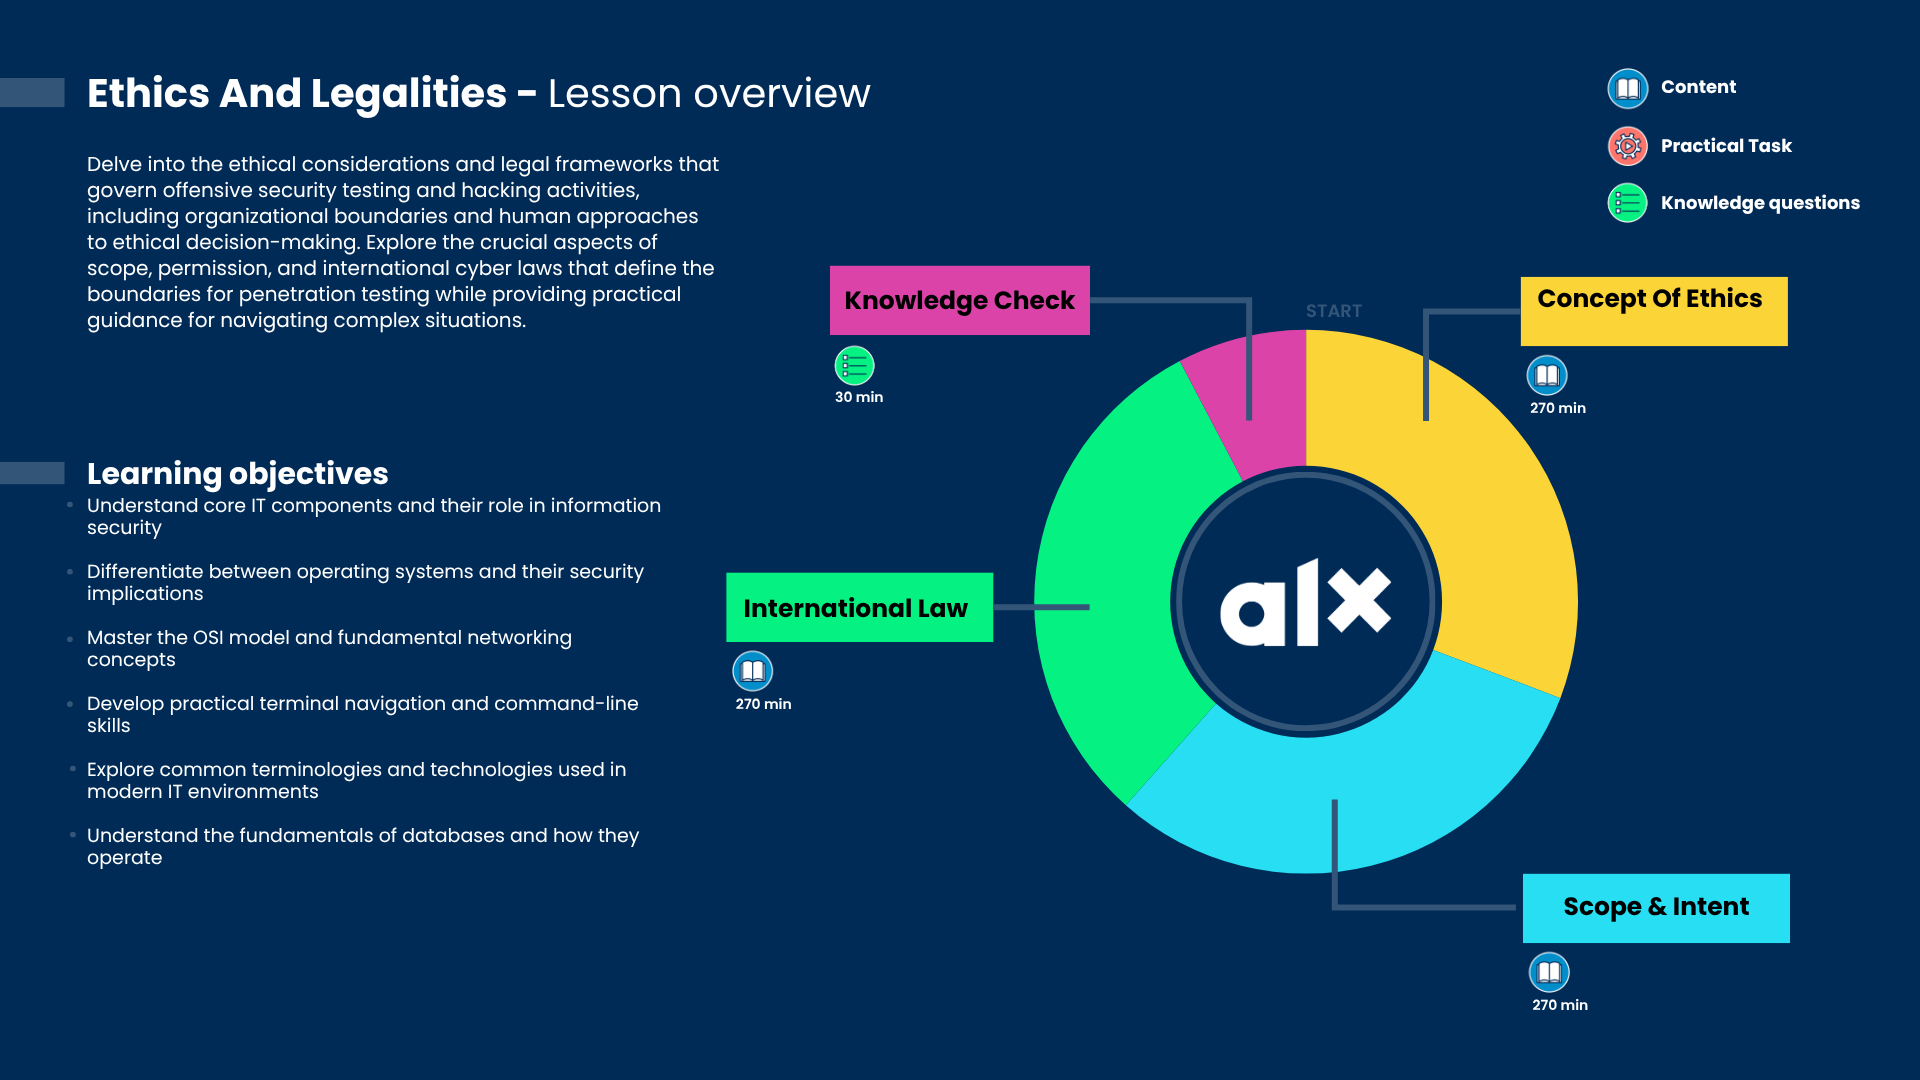 Ethics And Legalities - Lesson overview
Delve into the ethical considerations and legal frameworks that
govern offensive security testing and hacking activities,
including organizational boundaries and human approaches
to ethical decision-making. Explore the crucial aspects of
scope, permission, and international cyber laws that define the
boundaries for penetration testing while providing practical
guidance for navigating complex situations.
Learning objectives
Understand core IT components and their role in information
security
Differentiate between operating systems and their security
implications
Master the OSI model and fundamental networking
concepts
Develop practical terminal navigation and command-line
skills
Explore common terminologies and technologies used in
modern IT environments
Understand the fundamentals of databases and how they
operate
Content
Practical Task
Knowledge questions
Knowledge Check
30 min
START
Concept Of Ethics
270 min
International Law
270 min
alx
Scope & Intent
270 min